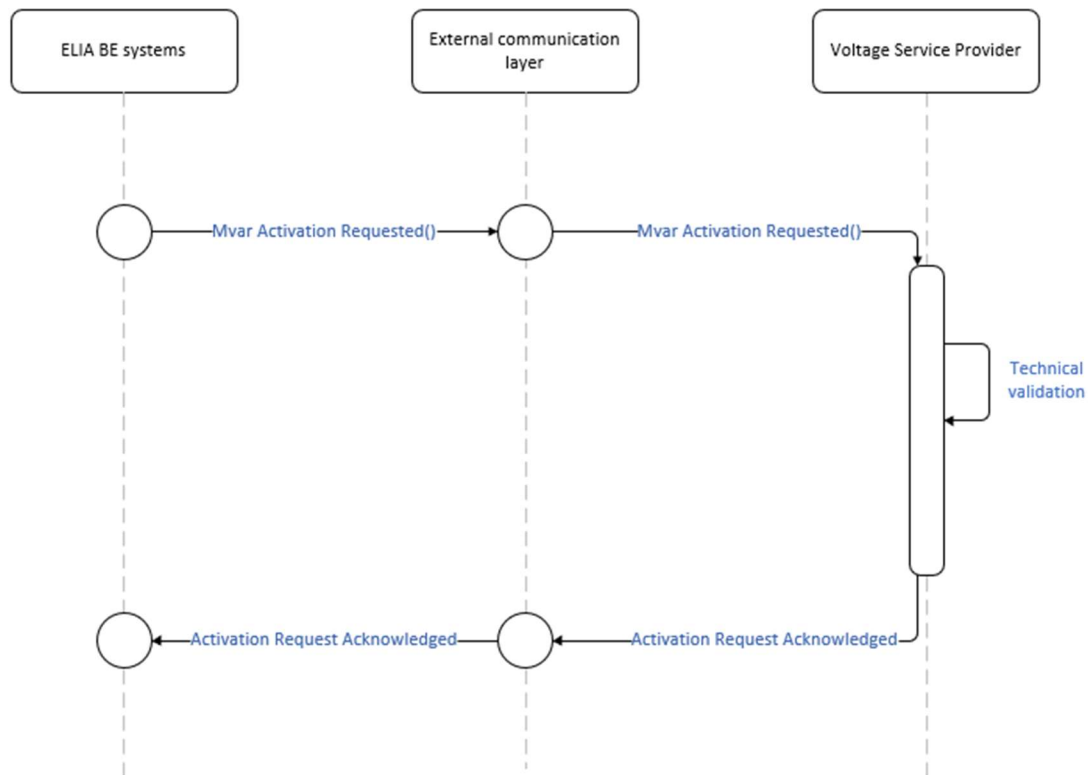 ELIA BE systems
External communication
layer
Voltage Service Provider
Mvar Activation Requested()
Mvar Activation Requested()
Technical
validation
Activation Request Acknowledged
Activation Request Acknowledged